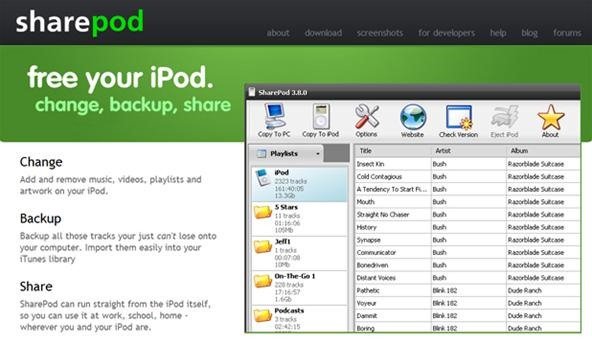 sharepod
about download screenshots for developers help blog forums
free your iPod.
change, backup, share
Change
Add and remove music, videos, playlists and
artwork on your iPod.
Backup
Backup all those tracks your just can't lose onto
your computer. Import them easily into your
iTunes library
Share
SharePod can run straight from the iPod itself,
so you can use it at work, school, home -
wherever you and your iPod are.
SharePod 3.8.0
Copy To PC Copy To iPod Options Website Check Version Eject iPod About
Playlists
iPod
2323 tracks
161:40:05
13.3Gb
5 Stars
11 tracks
01:16:06
105Mb
Jeff1
2 tracks
00:07:08
10Mb
On-The-Go 1
228 tracks
17:16:57
1.6Gb
Podcasts
3 tracks
02:42:15
Title Artist Album
Insect Kin Bush Razorblade Suitcase
Cold Contagious Bush Razorblade Suitcase
A Tendency To Start Fi... Bush Razorblade Suitcase
Mouth Bush Razorblade Suitcase
Straight No Chaser Bush Razorblade Suitcase
History Bush Razorblade Suitcase
Synapse Bush Razorblade Suitcase
Communicator Bush Razorblade Suitcase
Bonedriven Bush Razorblade Suitcase
Distant Voices Bush Razorblade Suitcase
Pathetic Blink 182 Dude Ranch
Voyeur Blink 182 Dude Ranch
Dammit Blink 182 Dude Ranch
Boring Blink 182 Dude Ranch